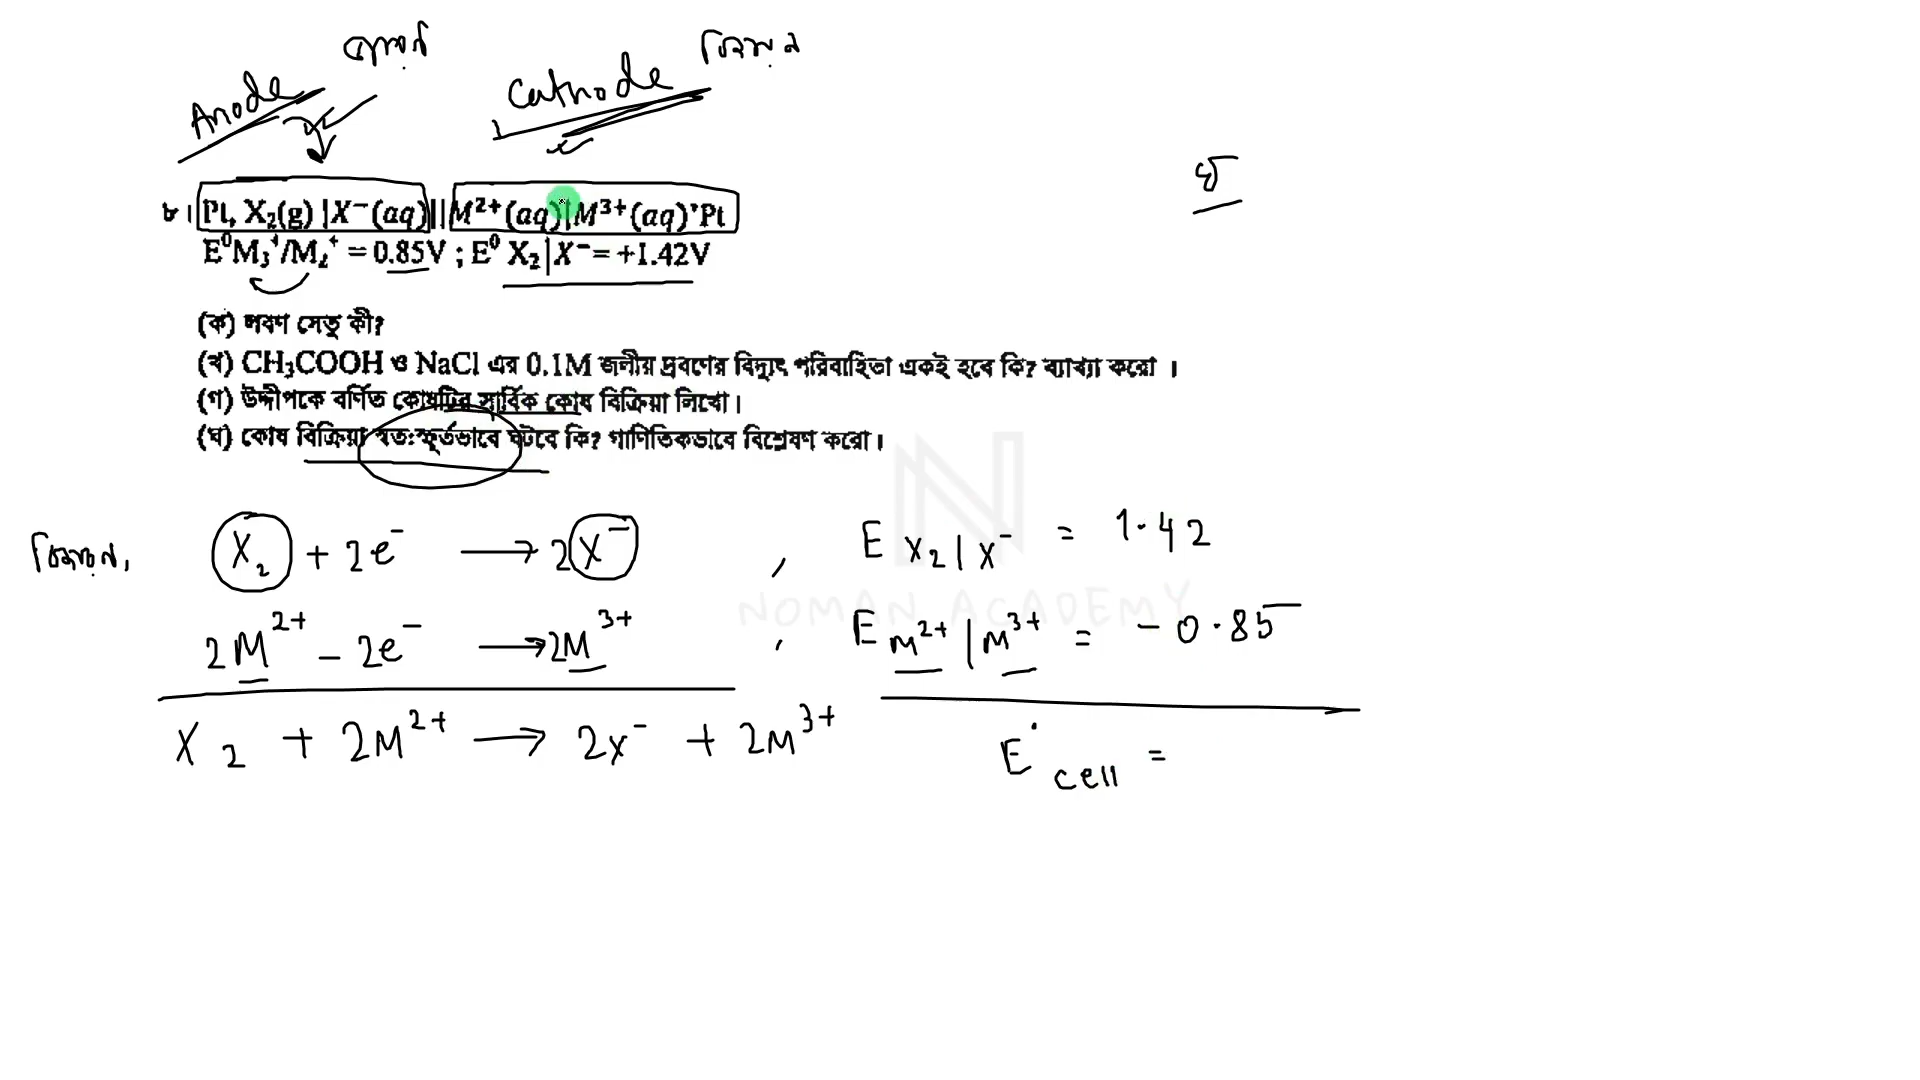 Anode জারণ Cathode বিজারণ
ঘ
৮। Pt, X₂(g) |X⁻(aq)||M²⁺(aq)|M³⁺(aq)'Pt
E⁰M₃⁺/M₂⁺ = 0.85V ; E⁰ X₂|X⁻= +1.42V
(ক) লবণ সেতু কী?
(খ) CH₃COOH ও NaCl এর 0.1M জলীয় দ্রবণের বিদ্যুৎ পরিবাহিতা একই হবে কি? ব্যাখ্যা করো ।
(গ) উদ্দীপকে বর্ণিত কোষটির সার্বিক কোষ বিক্রিয়া লিখো।
(ঘ) কোষ বিক্রিয়া স্বতঃস্ফূর্তভাবে ঘটবে কি? গাণিতিকভাবে বিশ্লেষণ করো।
বিজারণ, X₂ + 2e⁻ → 2X⁻ , E X₂|X⁻ = 1.42
NOMAN ACADEMY
2M²⁺ - 2e⁻ → 2M³⁺ , E M²⁺|M³⁺ = - 0.85
X₂ + 2M²⁺ → 2X⁻ + 2M³⁺ E° cell =